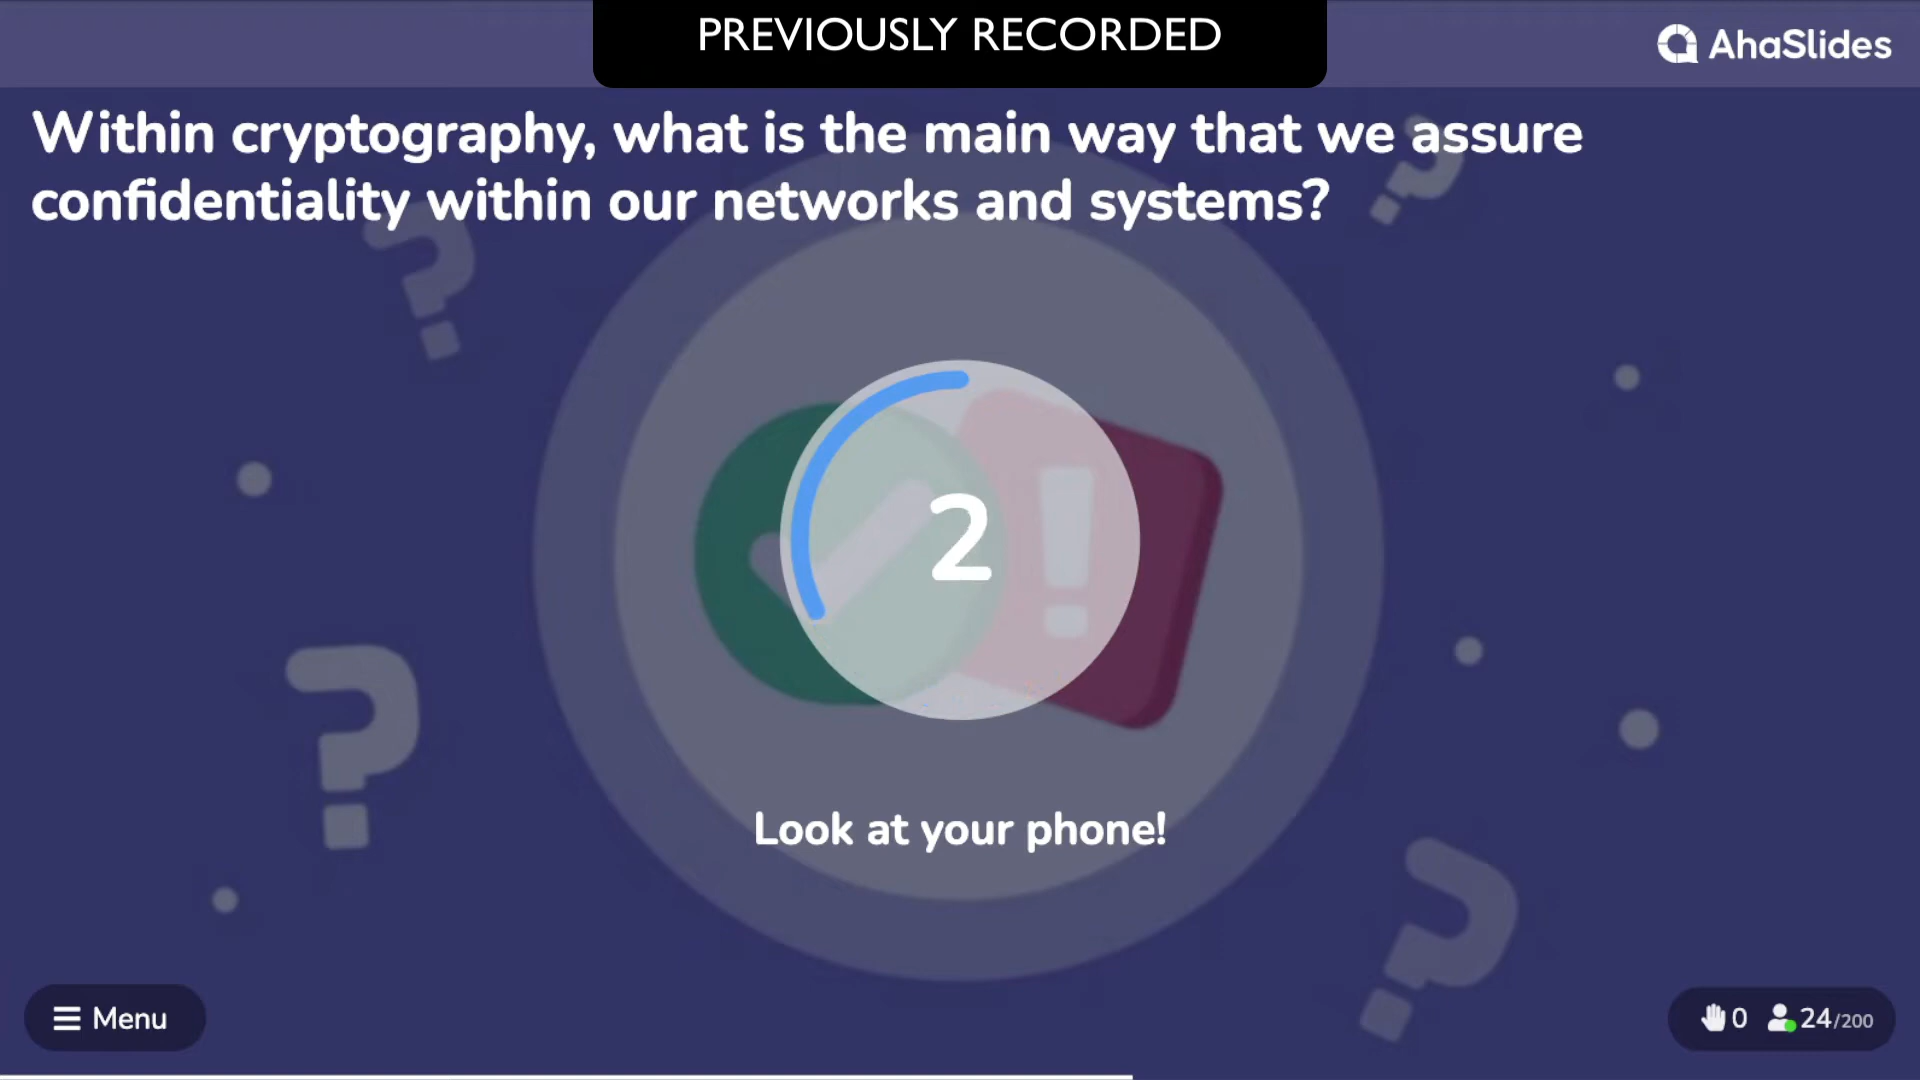 PREVIOUSLY RECORDED
AhaSlides
Within cryptography, what is the main way that we assure
confidentiality within our networks and systems?
2
Look at your phone!
Menu
0 24/200